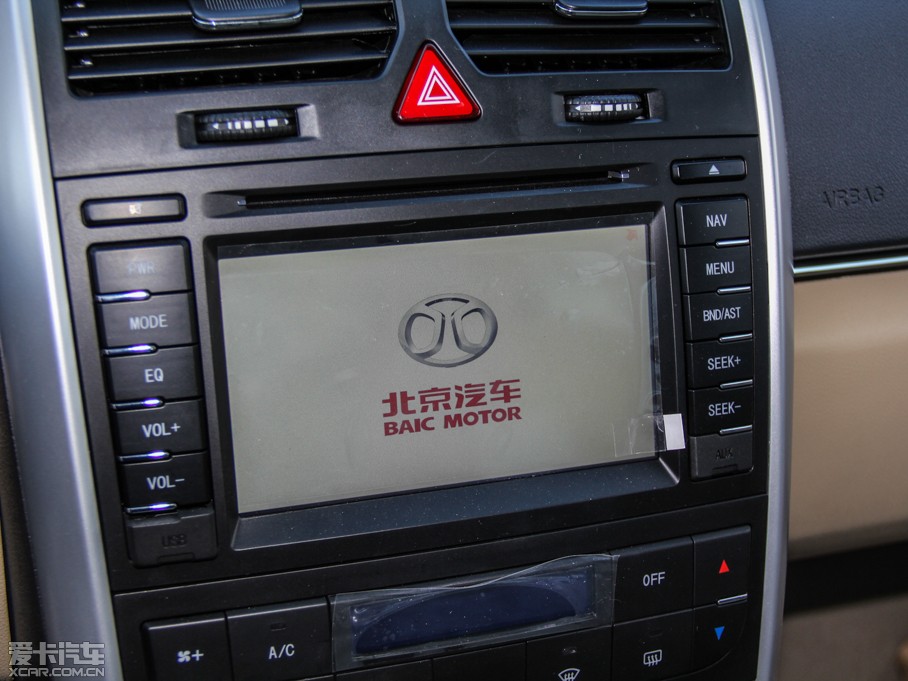 AIRBAG
NAV
PWR
MENU
MODE
BND/AST
EQ
SEEK+
VOL+
SEEK-
VOL-
AUX
USB
北京汽车
BAIC MOTOR
OFF
A/C
爱卡汽车
XCAR.COM.CN